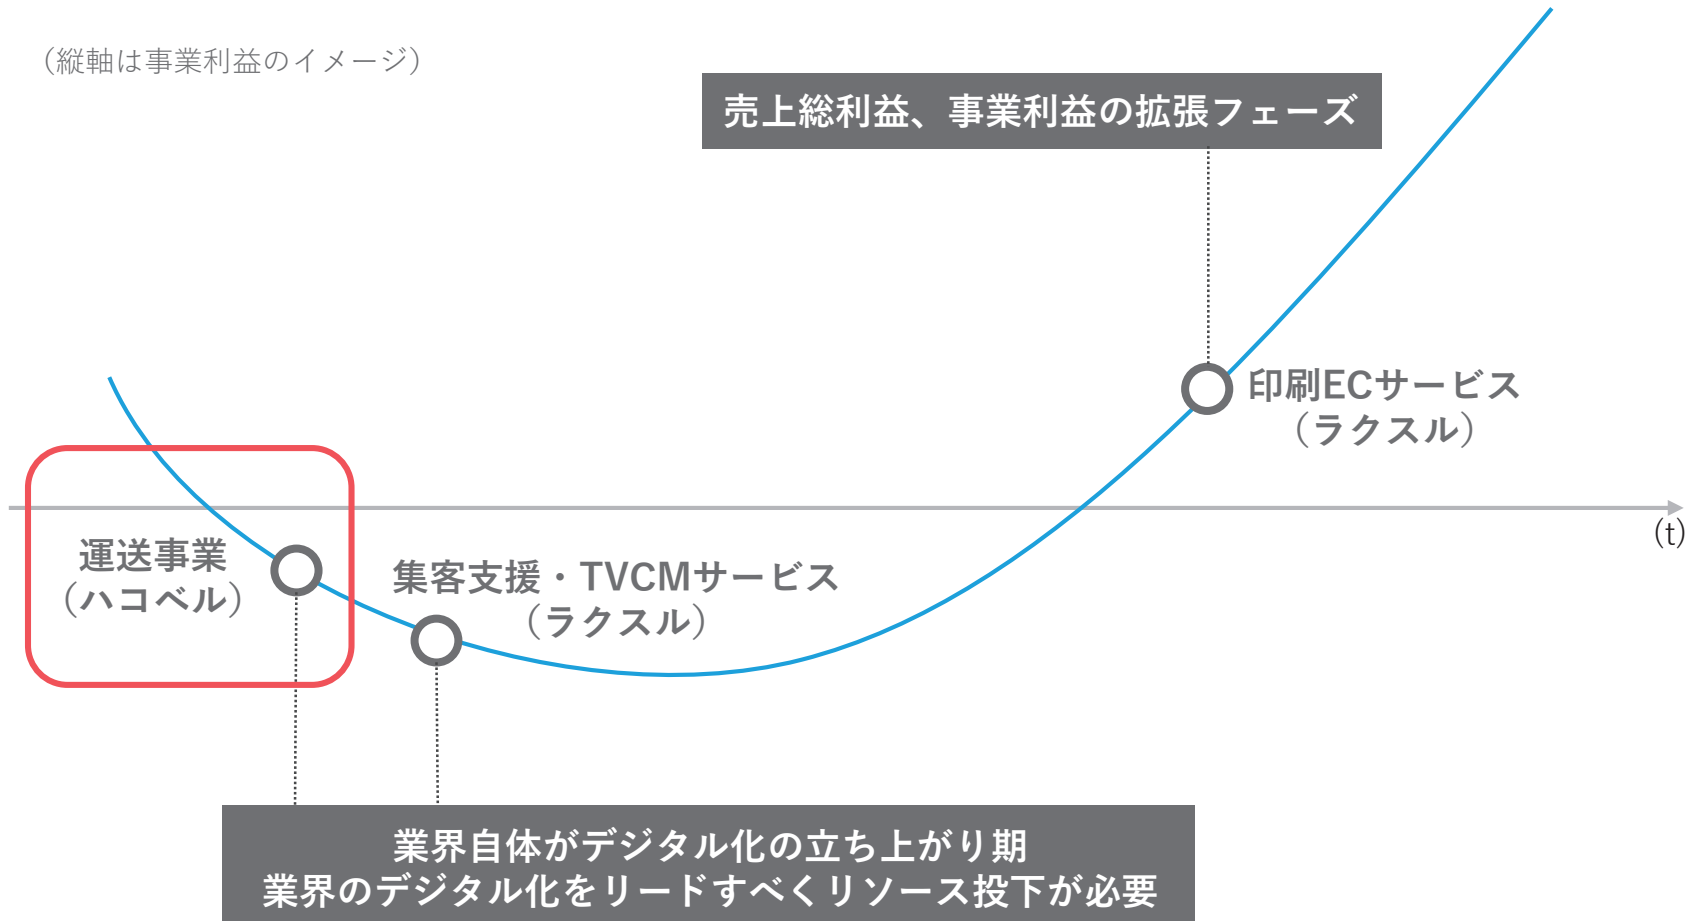 （縦軸は事業利益のイメージ）
売上総利益、事業利益の拡張フェーズ
印刷ECサービス
（ラクスル）
(t)
運送事業
（ハコベル）
集客支援・TVCMサービス
（ラクスル）
業界自体がデジタル化の立ち上がり期
業界のデジタル化をリードすべくリソース投下が必要